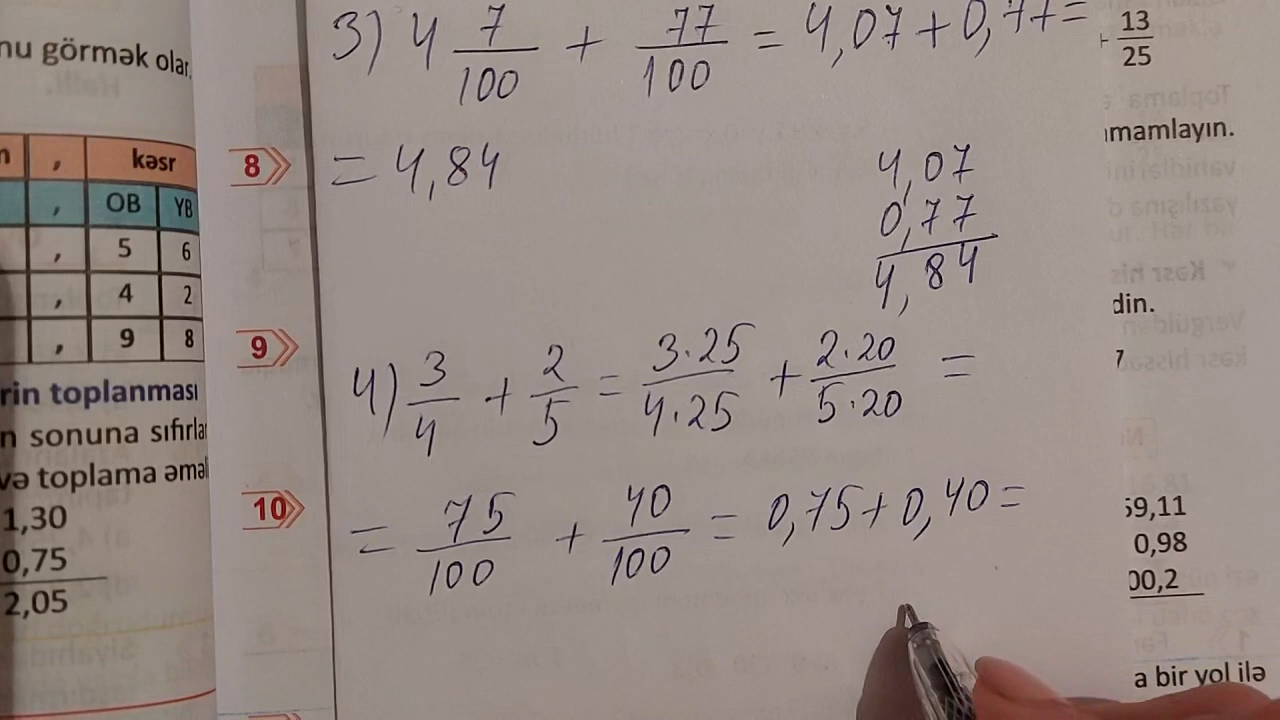 nu görmək olar.
, kəsr
, OB YB
, 5 6
, 4 2
, 9 8
rin toplanması
n sonuna sıfırlar
və toplama əməl
1,30
0,75
2,05
8
9
10
3) 4 7/100 + 77/100 = 4,07 + 0,77 =
= 4,84
4,07
0,77
4,84
4) 3/4 + 2/5 = 3·25/4·25 + 2·20/5·20 =
= 75/100 + 40/100 = 0,75 + 0,40 =
+ 13/25
mamlayın.
din.
59,11
0,98
00,2
a bir yol ilə